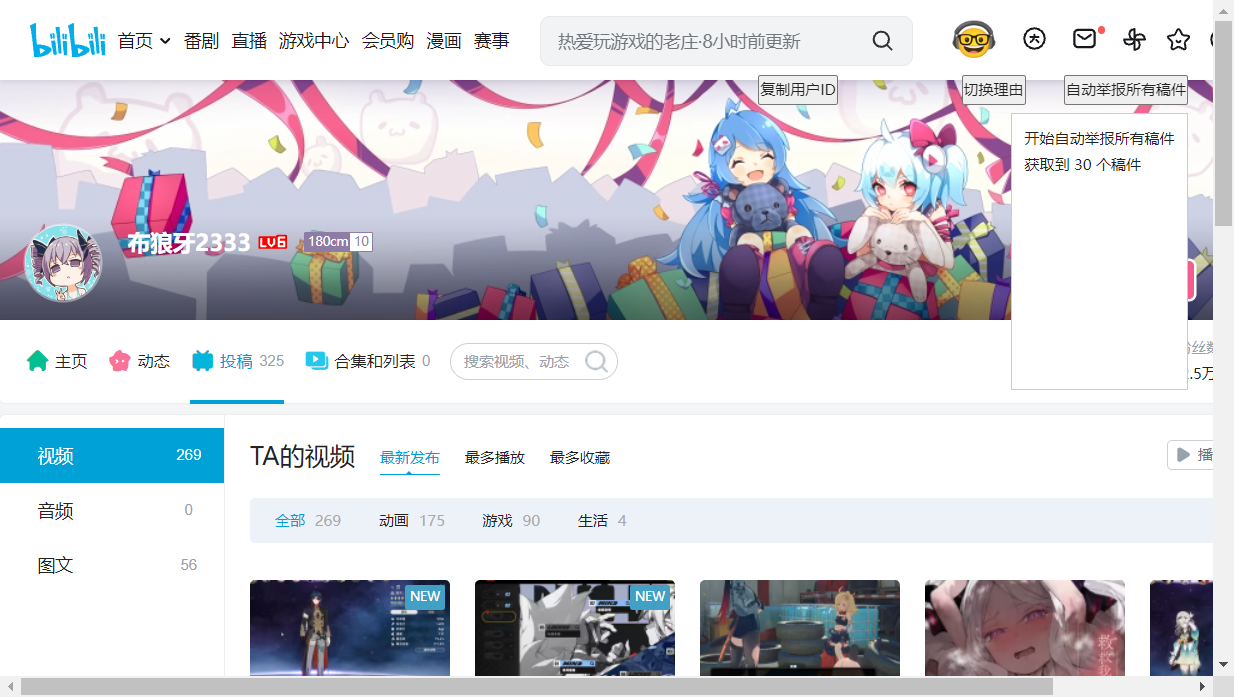 bilibili 首页 番剧 直播 游戏中心 会员购 漫画 赛事 热爱玩游戏的老庄·8小时前更新
复制用户ID 切换理由 自动举报所有稿件
开始自动举报所有稿件
获取到 30 个稿件
布狼牙2333 LV6 180cm 10
主页 动态 投稿 325 合集和列表 0 搜索视频、动态
.5万
视频 269
音频 0
图文 56
TA的视频 最新发布 最多播放 最多收藏 播
全部 269 动画 175 游戏 90 生活 4
NEW NEW